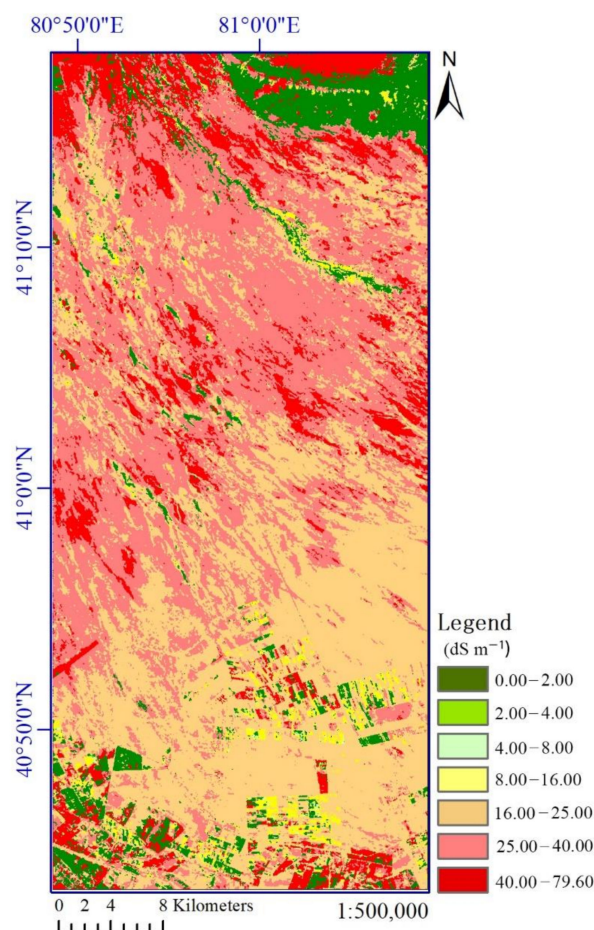 80°50'0"E 81°0'0"E
N
41°10'0"N
41°0'0"N
40°50'0"N
Legend
(dS m⁻¹)
0.00–2.00
2.00–4.00
4.00–8.00
8.00–16.00
16.00–25.00
25.00–40.00
40.00–79.60
0 2 4 8 Kilometers
1:500,000